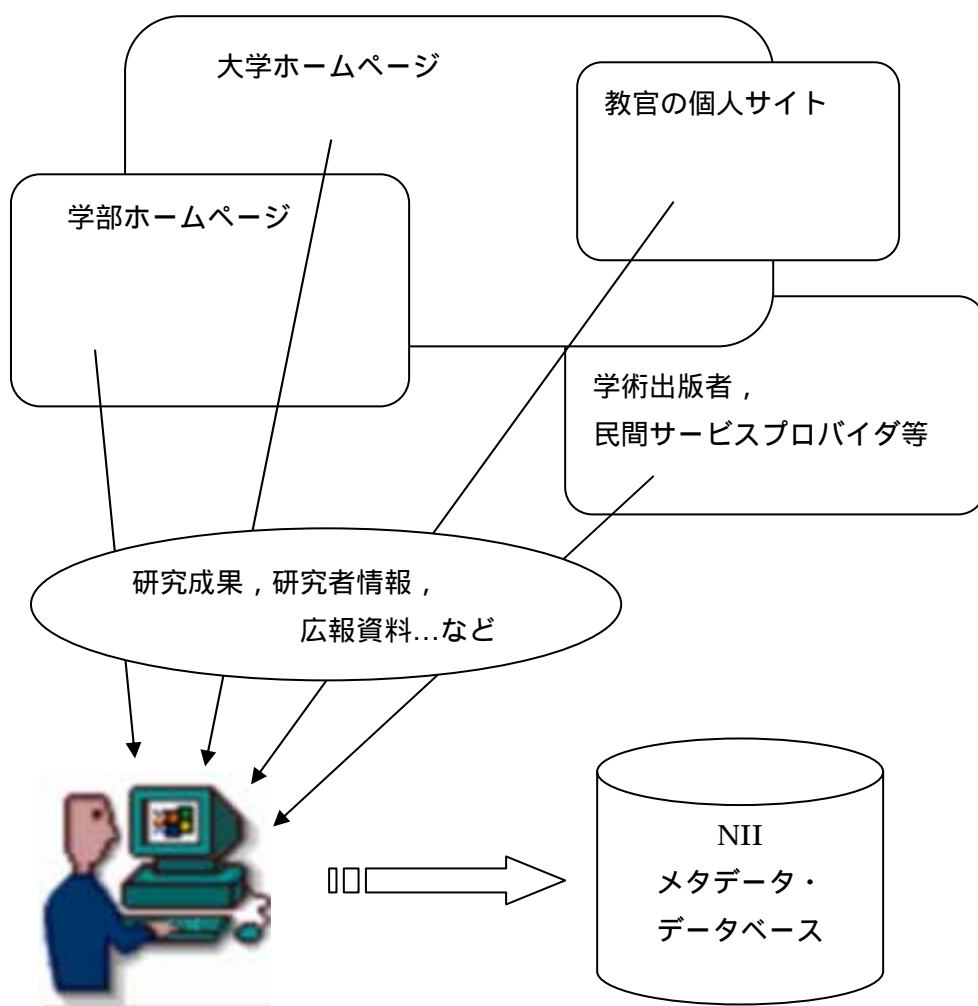 大学ホームページ
教官の個人サイト
学部ホームページ
学術出版者，
民間サービスプロバイダ等
研究成果，研究者情報，
広報資料…など
NII
メタデータ・
データベース